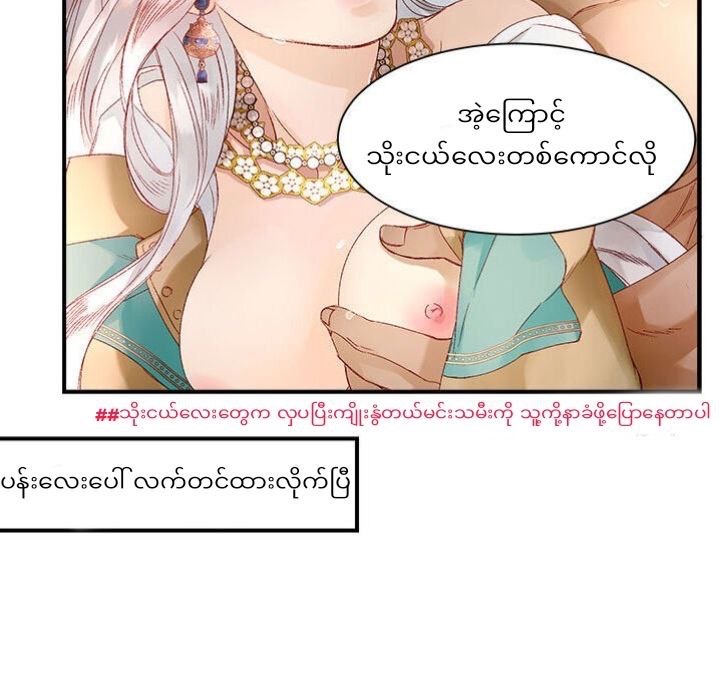 အဲ့ကြောင့်
သိုးငယ်လေးတစ်ကောင်လို
##သိုးငယ်လေးတွေက လှပပြီးကျိုးနွံတယ်မင်းသမီးကို သူ့ကိုနာခံဖို့ပြောနေတာပါ
ပန်းလေးပေါ် လက်တင်ထားလိုက်ပြီ